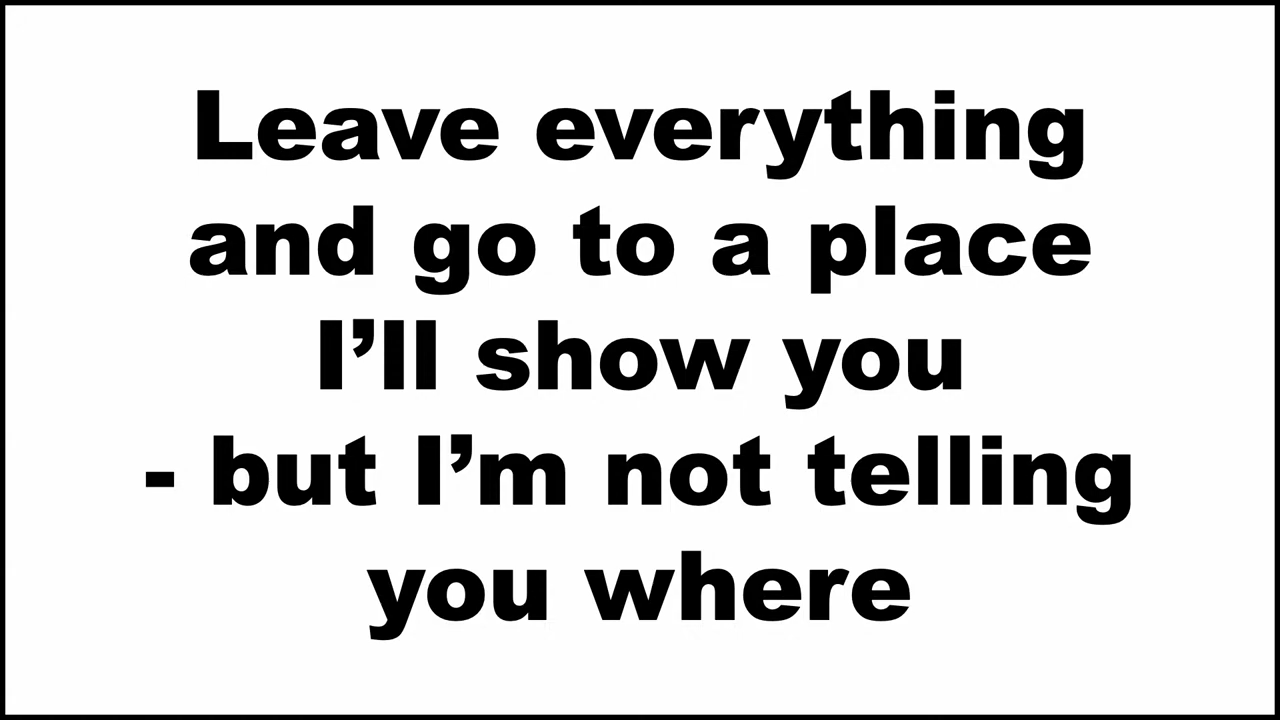 Leave everything
and go to a place
I’ll show you
- but I’m not telling
you where